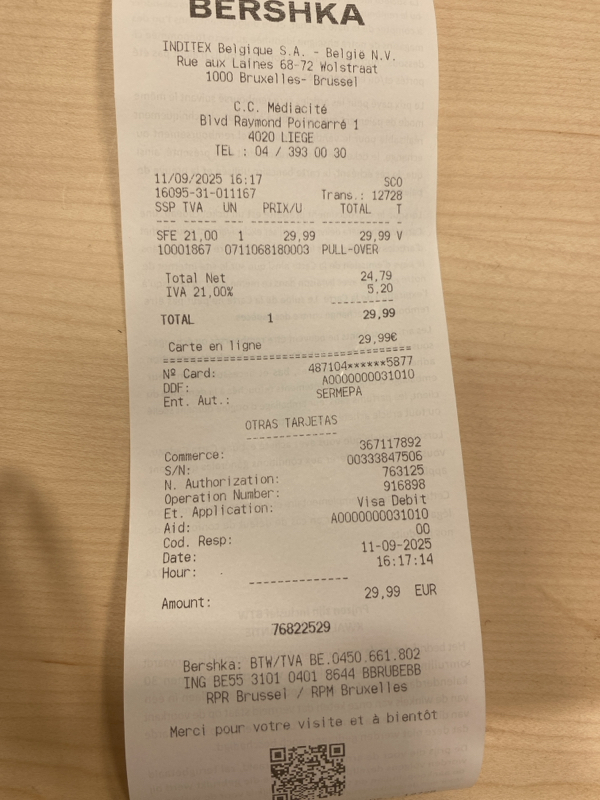 BERSHKA
INDITEX Belgique S.A. - België N.V.
Rue aux Laines 68-72 Wolstraat
1000 Bruxelles- Brussel
C.C. Médiacité
Blvd Raymond Poincarré 1
4020 LIEGE
TEL : 04 / 393 00 30
11/09/2025 16:17 SCO
16095-31-011167 Trans.: 12728
SSP TVA UN PRIX/U TOTAL T
--- ----- --- ---------- ---------- -
SFE 21,00 1 29,99 29,99 V
10001867 0711068180003 PULL-OVER
Total Net 24,79
IVA 21,00% 5,20
----------
TOTAL 1 29,99
Carte en ligne 29,99€
========================================
Nº Card: 487104******5877
DDF: A0000000031010
Ent. Aut.: SERMEPA
OTRAS TARJETAS
--------------
Commerce: 367117892
S/N: 00333847506
N. Authorization: 763125
Operation Number: 916898
Et. Application: Visa Debit
Aid: A0000000031010
Cod. Resp: 00
Date: 11-09-2025
Hour: 16:17:14
---------------
Amount: 29,99 EUR
76822529
Bershka: BTW/TVA BE.0450.661.802
ING BE55 3101 0401 8644 BBRUBEBB
RPR Brussel / RPM Bruxelles
Merci pour votre visite et à bientôt